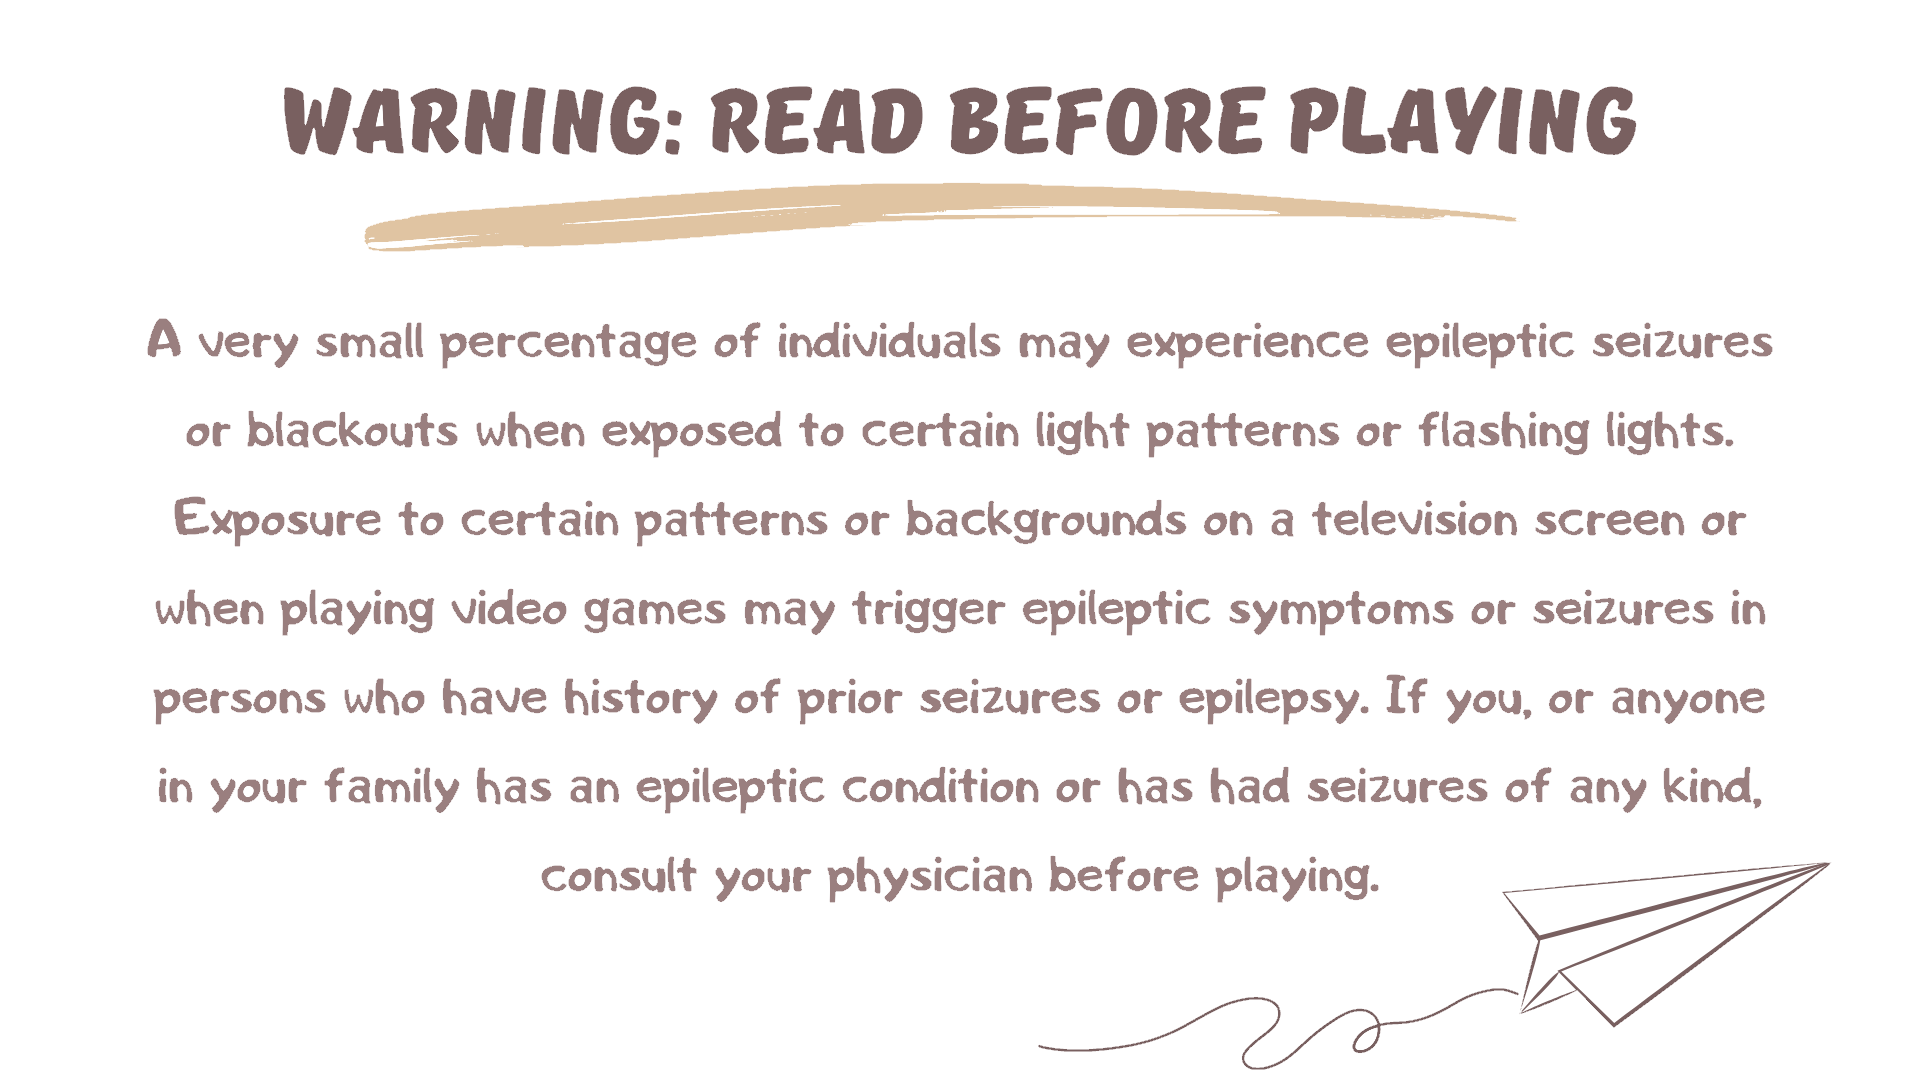 WARNING: READ BEFORE PLAYING
A very small percentage of individuals may experience epileptic seizures
or blackouts when exposed to certain light patterns or flashing lights.
Exposure to certain patterns or backgrounds on a television screen or
when playing video games may trigger epileptic symptoms or seizures in
persons who have history of prior seizures or epilepsy. If you, or anyone
in your family has an epileptic condition or has had seizures of any kind,
consult your physician before playing.